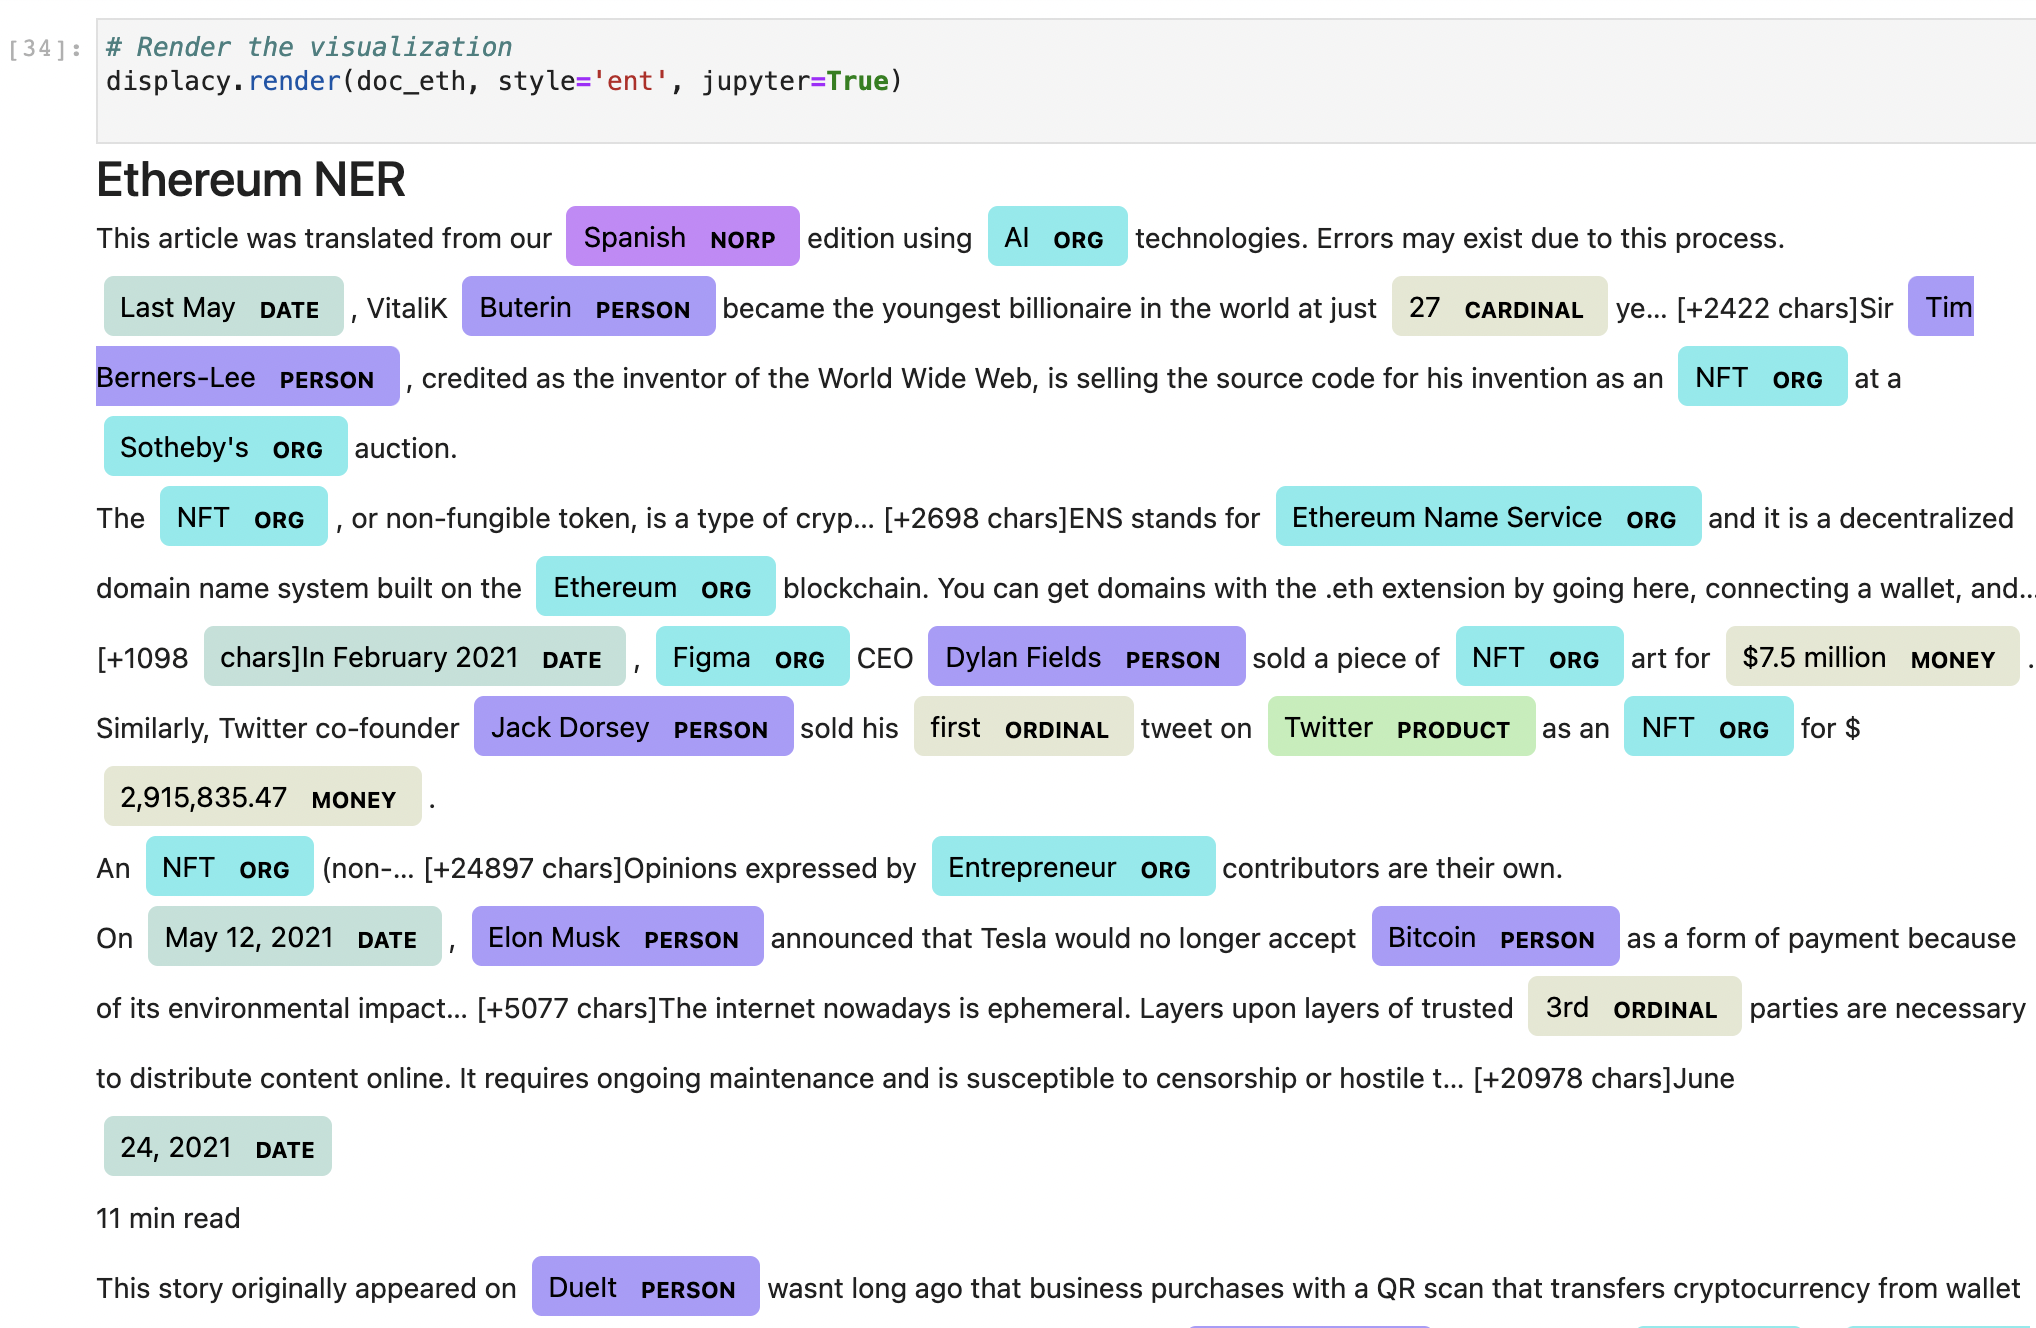 [34]:
# Render the visualization
displacy.render(doc_eth, style='ent', jupyter=True)
Ethereum NER
This article was translated from our Spanish NORP edition using AI ORG technologies. Errors may exist due to this process.
Last May DATE , VitaliK Buterin PERSON became the youngest billionaire in the world at just 27 CARDINAL ye… [+2422 chars]Sir Tim
Berners-Lee PERSON , credited as the inventor of the World Wide Web, is selling the source code for his invention as an NFT ORG at a
Sotheby's ORG auction.
The NFT ORG , or non-fungible token, is a type of cryp… [+2698 chars]ENS stands for Ethereum Name Service ORG and it is a decentralized
domain name system built on the Ethereum ORG blockchain. You can get domains with the .eth extension by going here, connecting a wallet, and…
[+1098 chars]In February 2021 DATE , Figma ORG CEO Dylan Fields PERSON sold a piece of NFT ORG art for $7.5 million MONEY .
Similarly, Twitter co-founder Jack Dorsey PERSON sold his first ORDINAL tweet on Twitter PRODUCT as an NFT ORG for $
2,915,835.47 MONEY .
An NFT ORG (non-… [+24897 chars]Opinions expressed by Entrepreneur ORG contributors are their own.
On May 12, 2021 DATE , Elon Musk PERSON announced that Tesla would no longer accept Bitcoin PERSON as a form of payment because
of its environmental impact… [+5077 chars]The internet nowadays is ephemeral. Layers upon layers of trusted 3rd ORDINAL parties are necessary
to distribute content online. It requires ongoing maintenance and is susceptible to censorship or hostile t… [+20978 chars]June
24, 2021 DATE
11 min read
This story originally appeared on DueIt PERSON wasnt long ago that business purchases with a QR scan that transfers cryptocurrency from wallet